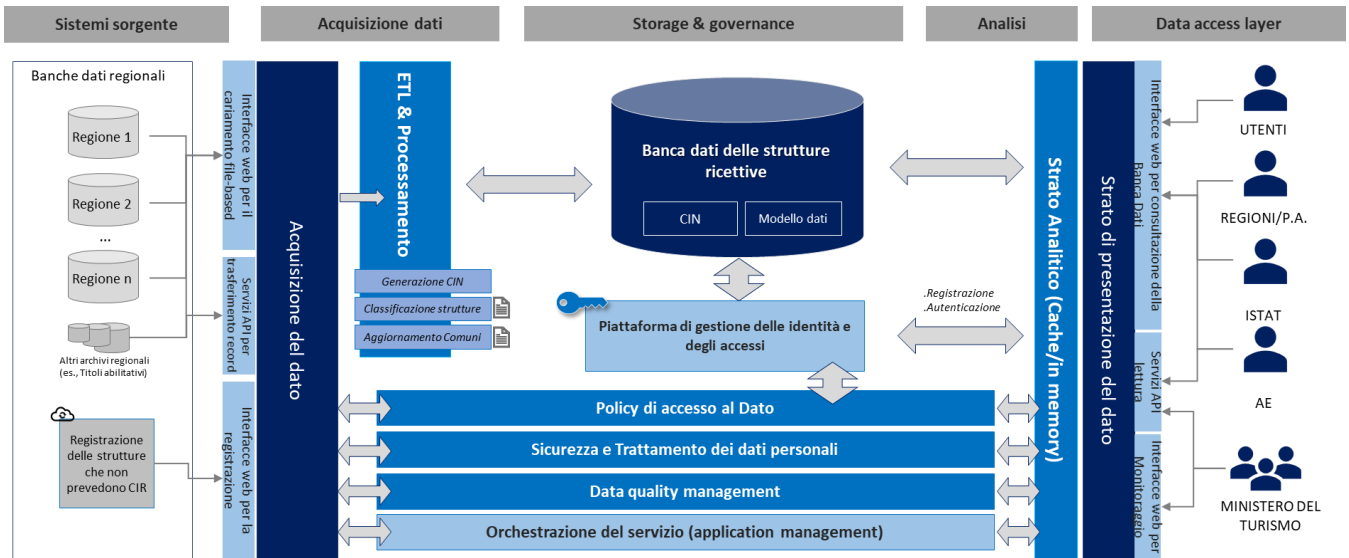 Sistemi sorgente
Acquisizione dati
Storage & governance
Analisi
Data access layer
Banche dati regionali
Regione 1
Regione 2
...
Regione n
Altri archivi regionali
(es., Titoli abilitativi)
Registrazione
delle strutture
che non
prevedono CIR
Interfacce web per il
cariamento file-based
Servizi API per
trasferimento record
Interfacce web per la
registrazione
Acquisizione del dato
ETL & Processamento
Generazione CIN
Classificazione strutture
Aggiornamento Comuni
Banca dati delle strutture
ricettive
CIN
Modello dati
Piattaforma di gestione delle identità e
degli accessi
.Registrazione
.Autenticazione
Policy di accesso al Dato
Sicurezza e Trattamento dei dati personali
Data quality management
Orchestrazione del servizio (application management)
Strato Analitico (Cache/in memory)
Strato di presentazione del dato
Interfacce web per consultazione della
Banca Dati
Servizi API
lettura
Interfacce web per
Monitoraggio
UTENTI
REGIONI/P.A.
ISTAT
AE
MINISTERO DEL
TURISMO